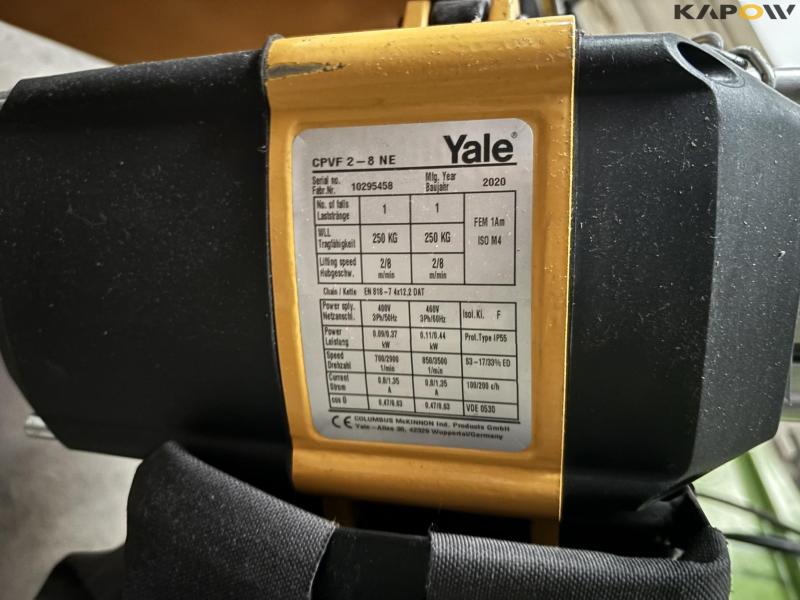 KAPOW
Yale®
CPVF 2-8 NE
Serial no. Fabr.Nr. 10295458 Mfg. Year Baujahr 2020
No. of falls Laststränge 1 1 FEM 1Am
WLL Tragfähigkeit 250 KG 250 KG ISO M4
Lifting speed Hubgeschw. 2/8 m/min 2/8 m/min
Chain / Kette EN 818-7 4x12,2 DAT
Power sply. Netzanschl. 400V 3Ph/50Hz 460V 3Ph/60Hz Isol.Kl. F
Power Leistung 0.09/0.37 kW 0.11/0.44 kW Prot.Type IP55
Speed Drehzahl 700/2900 1/min 850/3500 1/min S3-17/33% ED
Current Strom 0,8/1,35 A 0,8/1,35 A 100/200 c/h
cos 0 0.47/0.63 0.47/0.63 VDE 0530
CE COLUMBUS McKINNON Ind. Products GmbH
Yale-Allee 30, 42329 Wuppertal/Germany